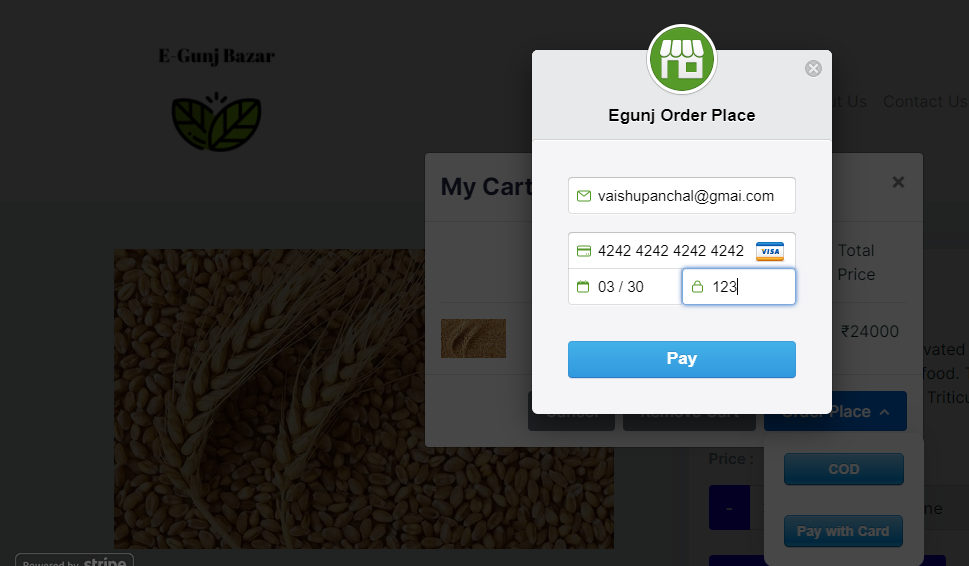 E-Gunj Bazar
Egunj Order Place
ut Us Contact Us
My Cart
vaishupanchal@gmai.com
4242 4242 4242 4242 VISA
03 / 30 123
Total
Price
₹24000
Pay
vated
food. T
Triticu
Cancel Remove Cart Order Place
Price :
COD
-
ne
Pay with Card
Powered by stripe